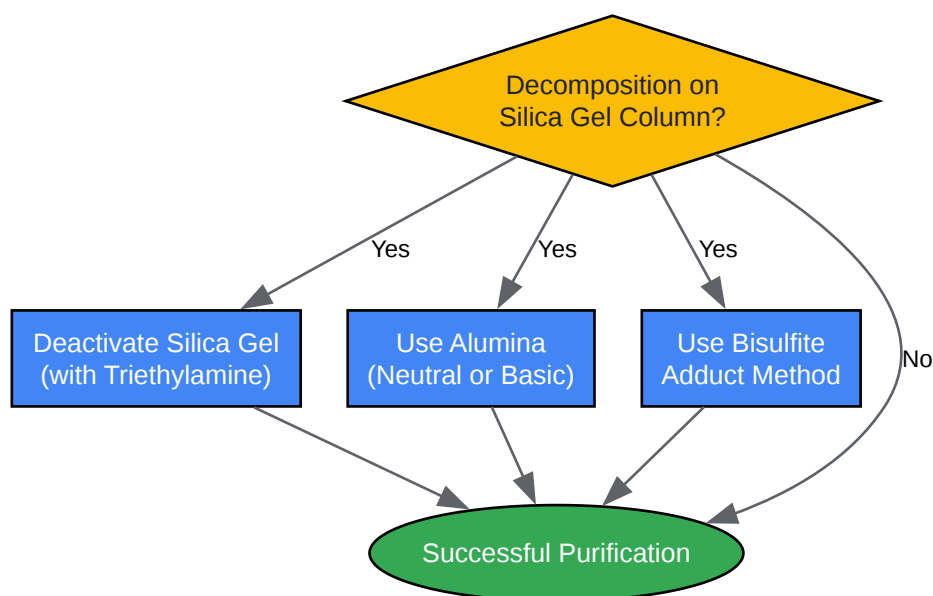 Decomposition on
Silica Gel Column?
Yes
Yes
Yes
No
Deactivate Silica Gel
(with Triethylamine)
Use Alumina
(Neutral or Basic)
Use Bisulfite
Adduct Method
Successful Purification